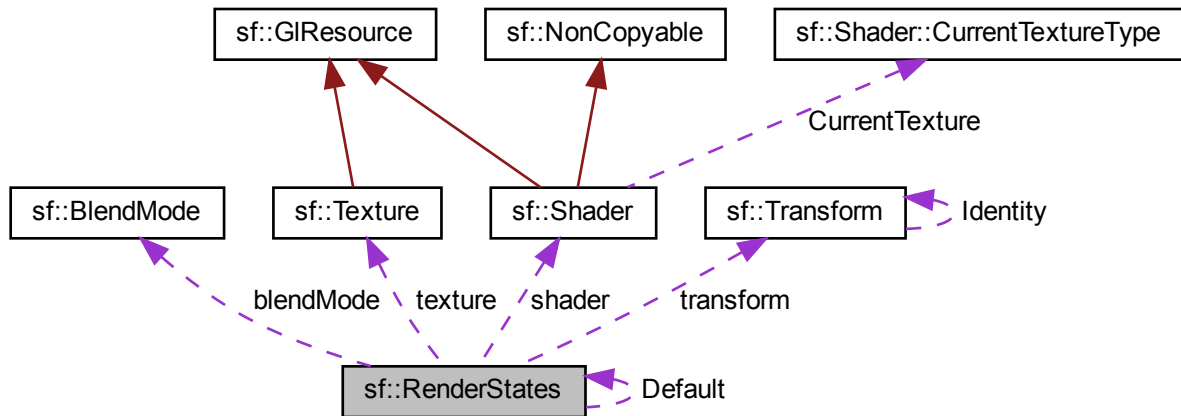 sf::GlResource
sf::NonCopyable
sf::Shader::CurrentTextureType
CurrentTexture
sf::BlendMode
sf::Texture
sf::Shader
sf::Transform
Identity
blendMode
texture
shader
transform
sf::RenderStates
Default